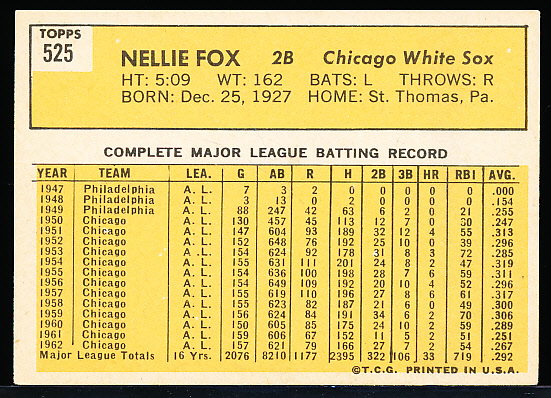 TOPPS
525
NELLIE FOX 2B Chicago White Sox
HT: 5:09 WT: 162 BATS: L THROWS: R
BORN: Dec. 25, 1927 HOME: St. Thomas, Pa.
COMPLETE MAJOR LEAGUE BATTING RECORD
YEAR TEAM LEA. G AB R H 2B 3B HR RBI AVG.
1947 Philadelphia A. L. 7 3 2 0 0 0 0 0 .000
1948 Philadelphia A. L. 3 13 0 2 0 0 0 0 .154
1949 Philadelphia A. L. 88 247 42 63 6 2 0 21 .255
1950 Chicago A. L. 130 457 45 113 12 7 0 30 .247
1951 Chicago A. L. 147 604 93 189 32 12 4 55 .313
1952 Chicago A. L. 152 648 76 192 25 10 0 39 .296
1953 Chicago A. L. 154 624 92 178 31 8 3 72 .285
1954 Chicago A. L. 155 631 111 201 24 8 2 47 .319
1955 Chicago A. L. 154 636 100 198 28 7 6 59 .311
1956 Chicago A. L. 154 649 109 192 20 10 4 52 .296
1957 Chicago A. L. 155 619 110 196 27 8 6 61 .317
1958 Chicago A. L. 155 623 82 187 21 6 0 49 .300
1959 Chicago A. L. 156 624 84 191 34 6 2 70 .306
1960 Chicago A. L. 150 605 85 175 24 10 2 59 .289
1961 Chicago A. L. 159 606 67 152 11 5 2 51 .251
1962 Chicago A. L. 157 621 79 166 27 7 2 54 .267
Major League Totals 16 Yrs. 2076 8210 1177 2395 322 106 33 719 .292
©T.C.G. PRINTED IN U.S.A.